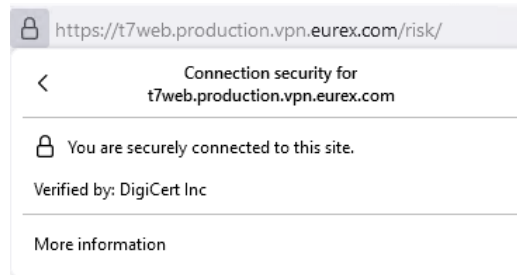 https://t7web.production.vpn.eurex.com/risk/
Connection security for
t7web.production.vpn.eurex.com
You are securely connected to this site.
Verified by: DigiCert Inc
More information